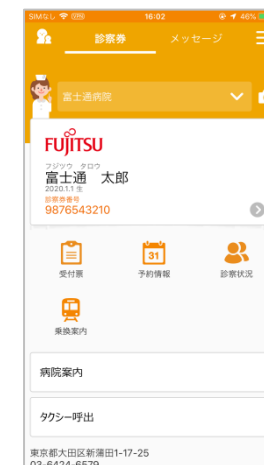 SIMなし 16:02 46%
診察券 メッセージ
富士通病院
FUJITSU
フジツウ タロウ
富士通 太郎
2020.1.1 生
診察券番号
9876543210
31
受付票 予約情報 診察状況
乗換案内
病院案内
タクシー呼出
東京都大田区新蒲田1-17-25
03-6424-6579